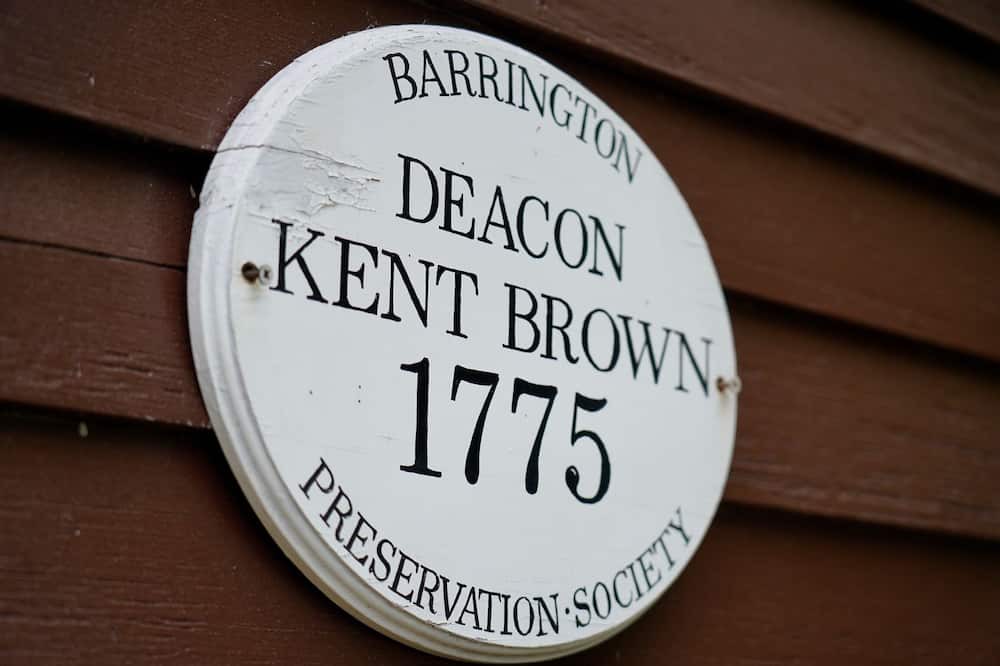 BARRINGTON
DEACON
KENT BROWN
1775
PRESERVATION · SOCIETY